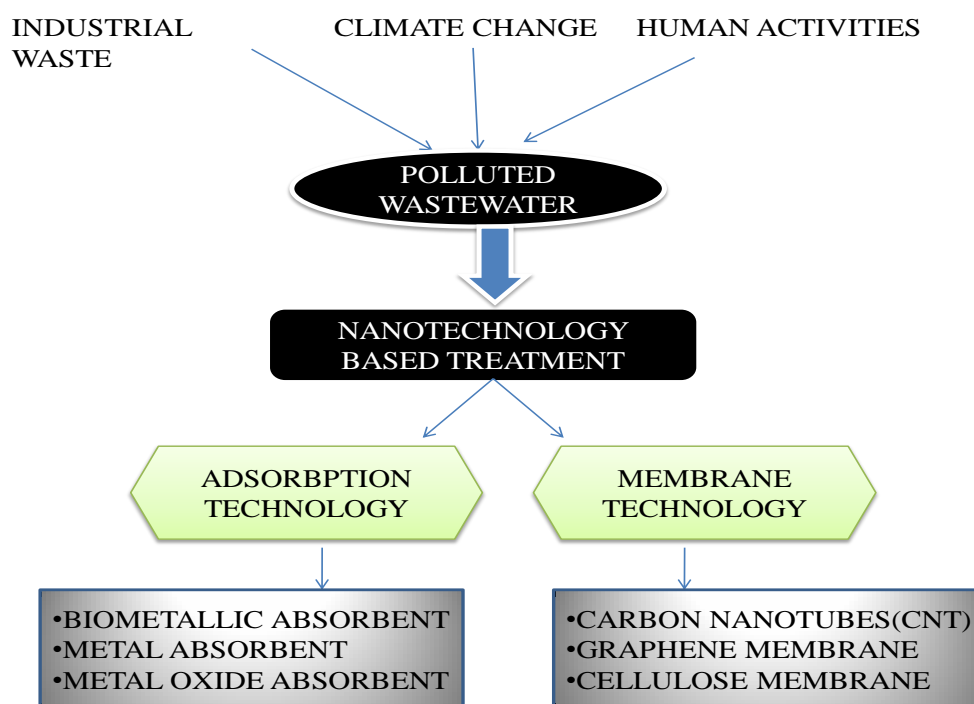 INDUSTRIAL
WASTE
CLIMATE CHANGE
HUMAN ACTIVITIES
POLLUTED
WASTEWATER
NANOTECHNOLOGY
BASED TREATMENT
ADSORBPTION
TECHNOLOGY
MEMBRANE
TECHNOLOGY
•BIOMETALLIC ABSORBENT
•METAL ABSORBENT
•METAL OXIDE ABSORBENT
•CARBON NANOTUBES(CNT)
•GRAPHENE MEMBRANE
•CELLULOSE MEMBRANE